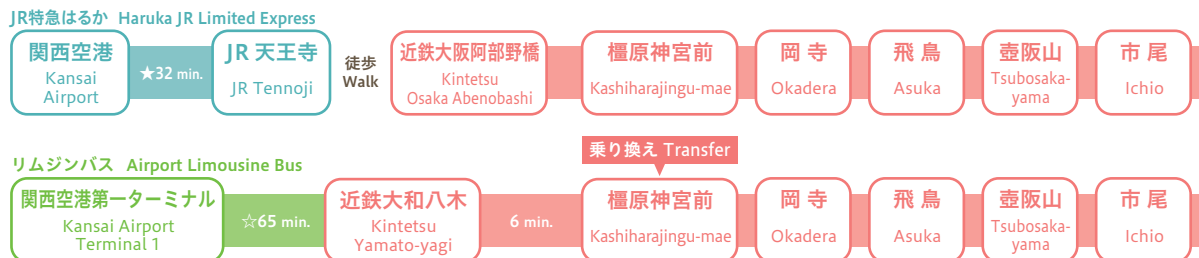 JR特急はるか Haruka JR Limited Express
関西空港
Kansai
Airport
★32 min.
JR 天王寺
JR Tennoji
徒歩
Walk
近鉄大阪阿部野橋
Kintetsu
Osaka Abenobashi
橿原神宮前
Kashiharajingu-mae
岡 寺
Okadera
飛 鳥
Asuka
壺阪山
Tsubosaka-
yama
市 尾
Ichio
リムジンバス Airport Limousine Bus
関西空港第一ターミナル
Kansai Airport
Terminal 1
☆65 min.
近鉄大和八木
Kintetsu
Yamato-yagi
6 min.
乗り換え Transfer
橿原神宮前
Kashiharajingu-mae
岡 寺
Okadera
飛 鳥
Asuka
壺阪山
Tsubosaka-
yama
市 尾
Ichio